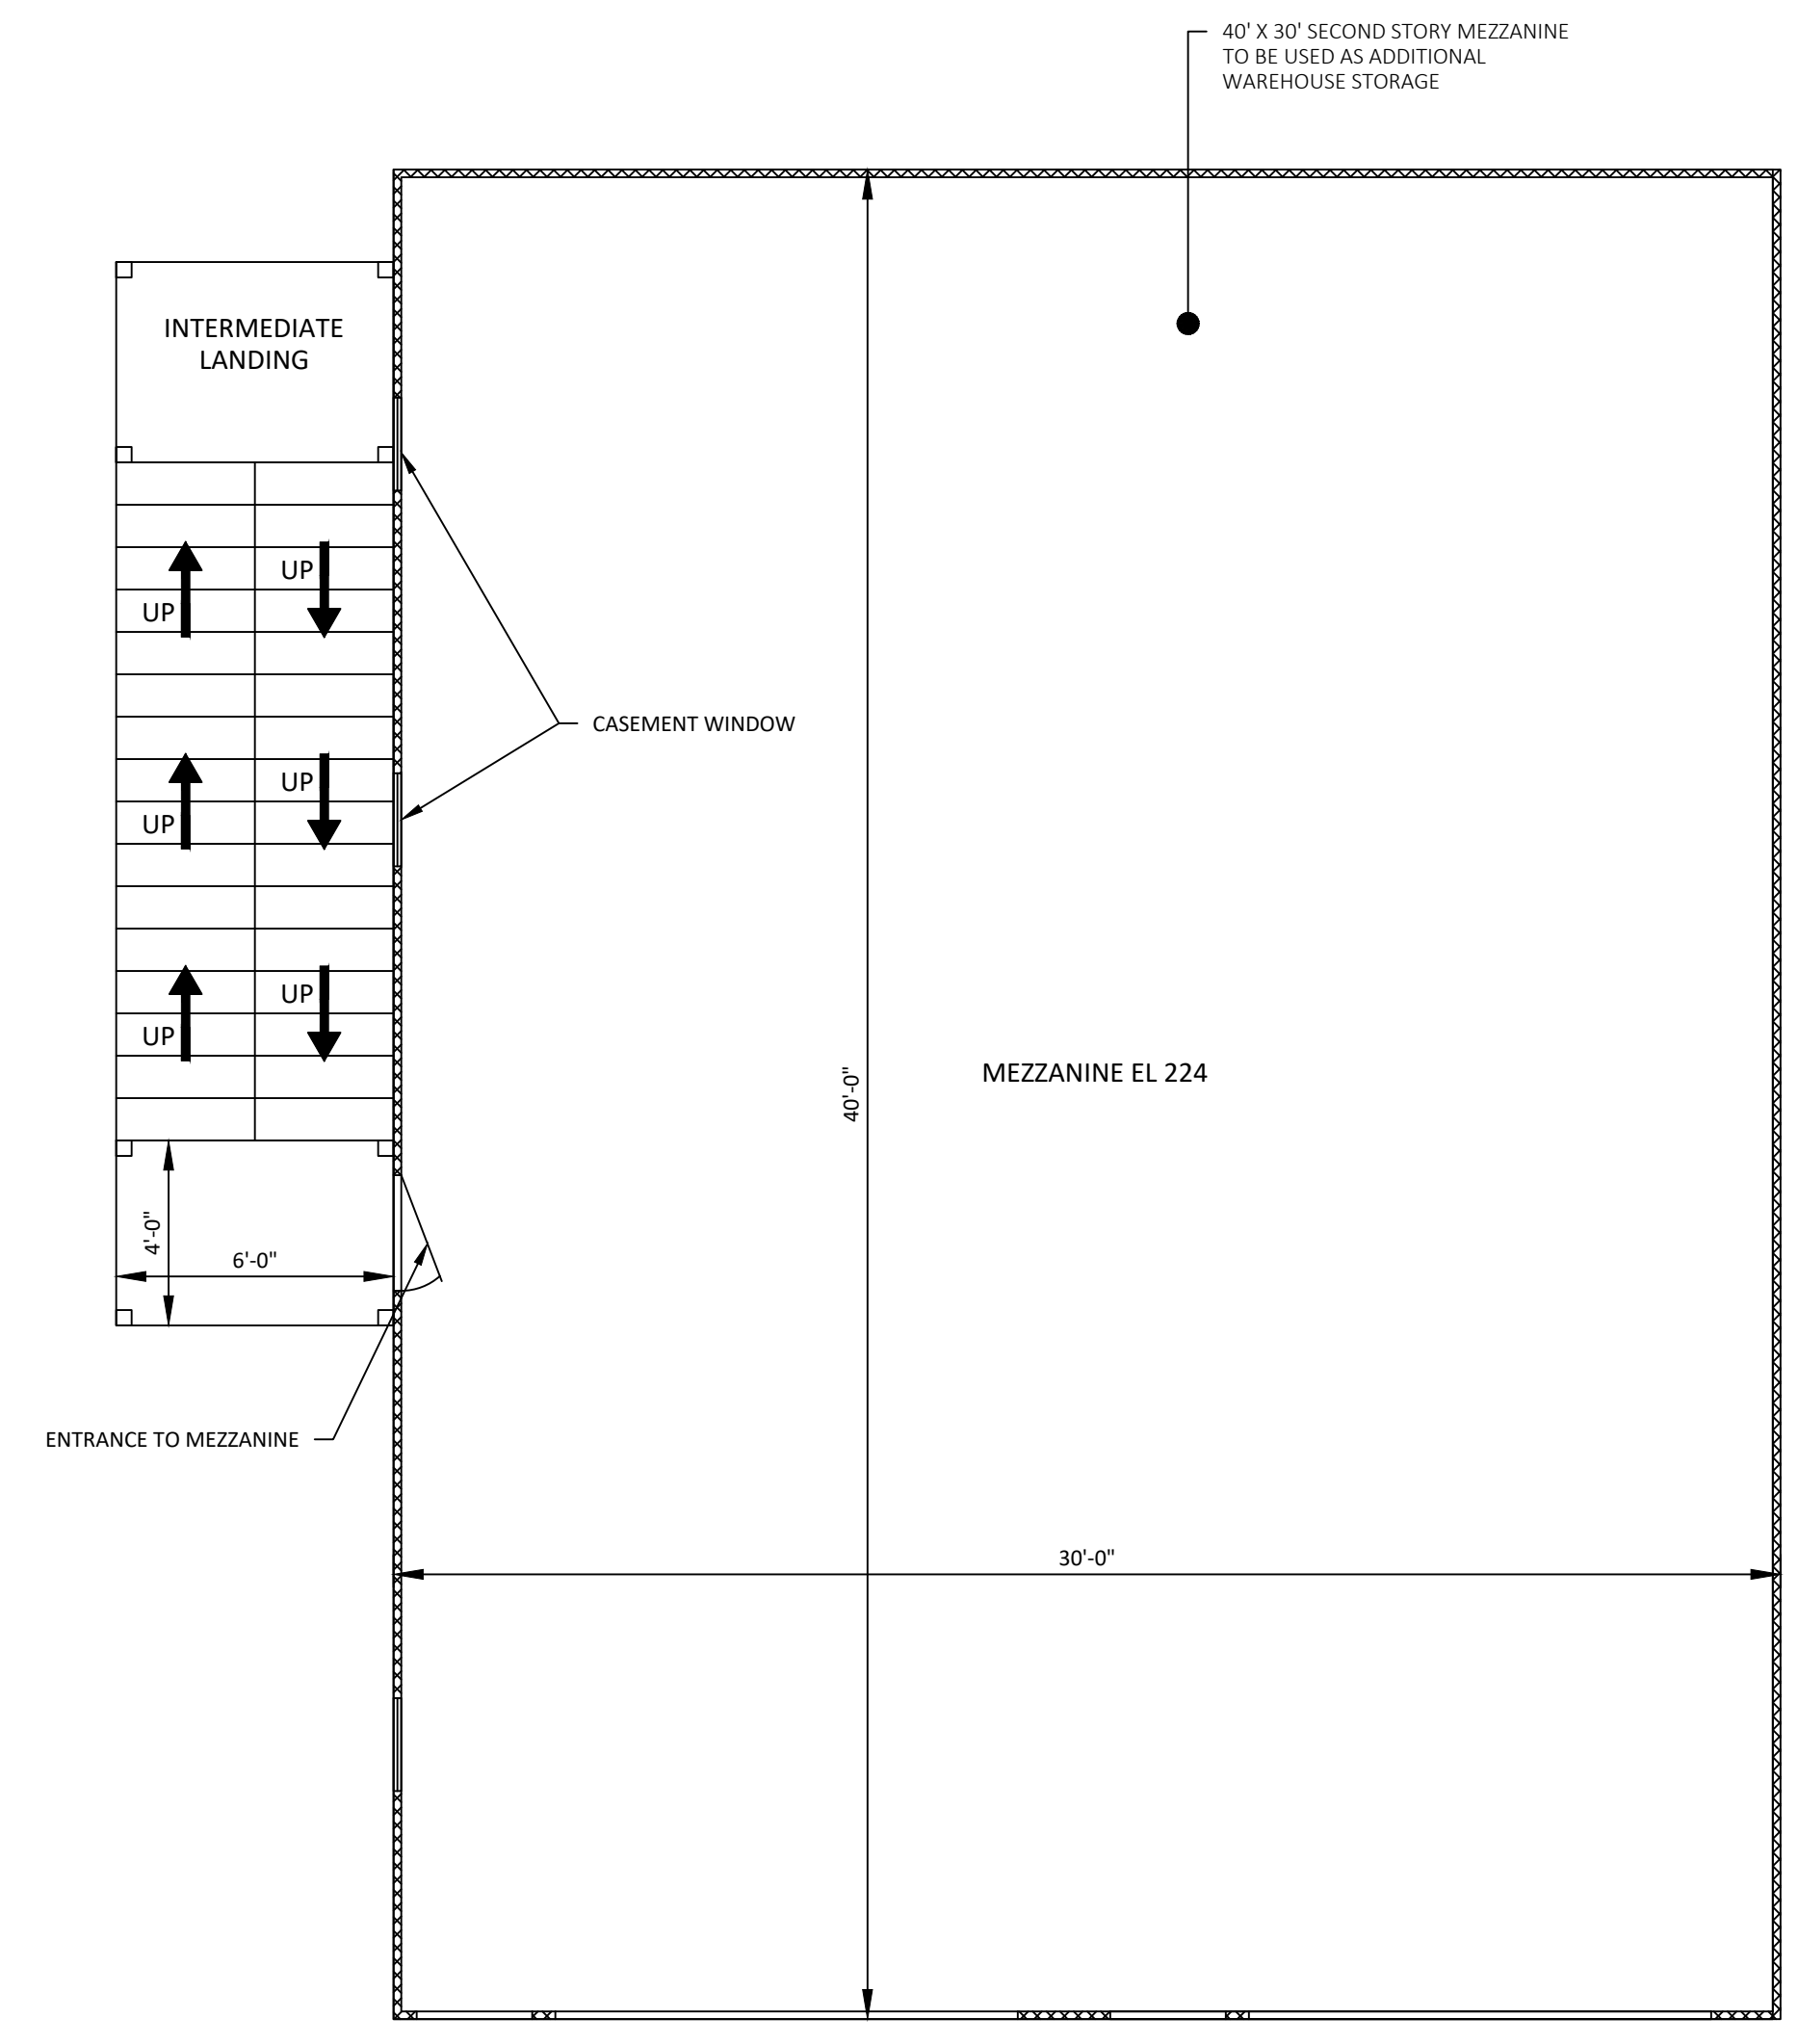 40' X 30' SECOND STORY MEZZANINE
TO BE USED AS ADDITIONAL
WAREHOUSE STORAGE
INTERMEDIATE
LANDING
UP
UP
CASEMENT WINDOW
UP
UP
UP
UP
MEZZANINE EL 224
40'-0"
4'-0"
6'-0"
ENTRANCE TO MEZZANINE
30'-0"